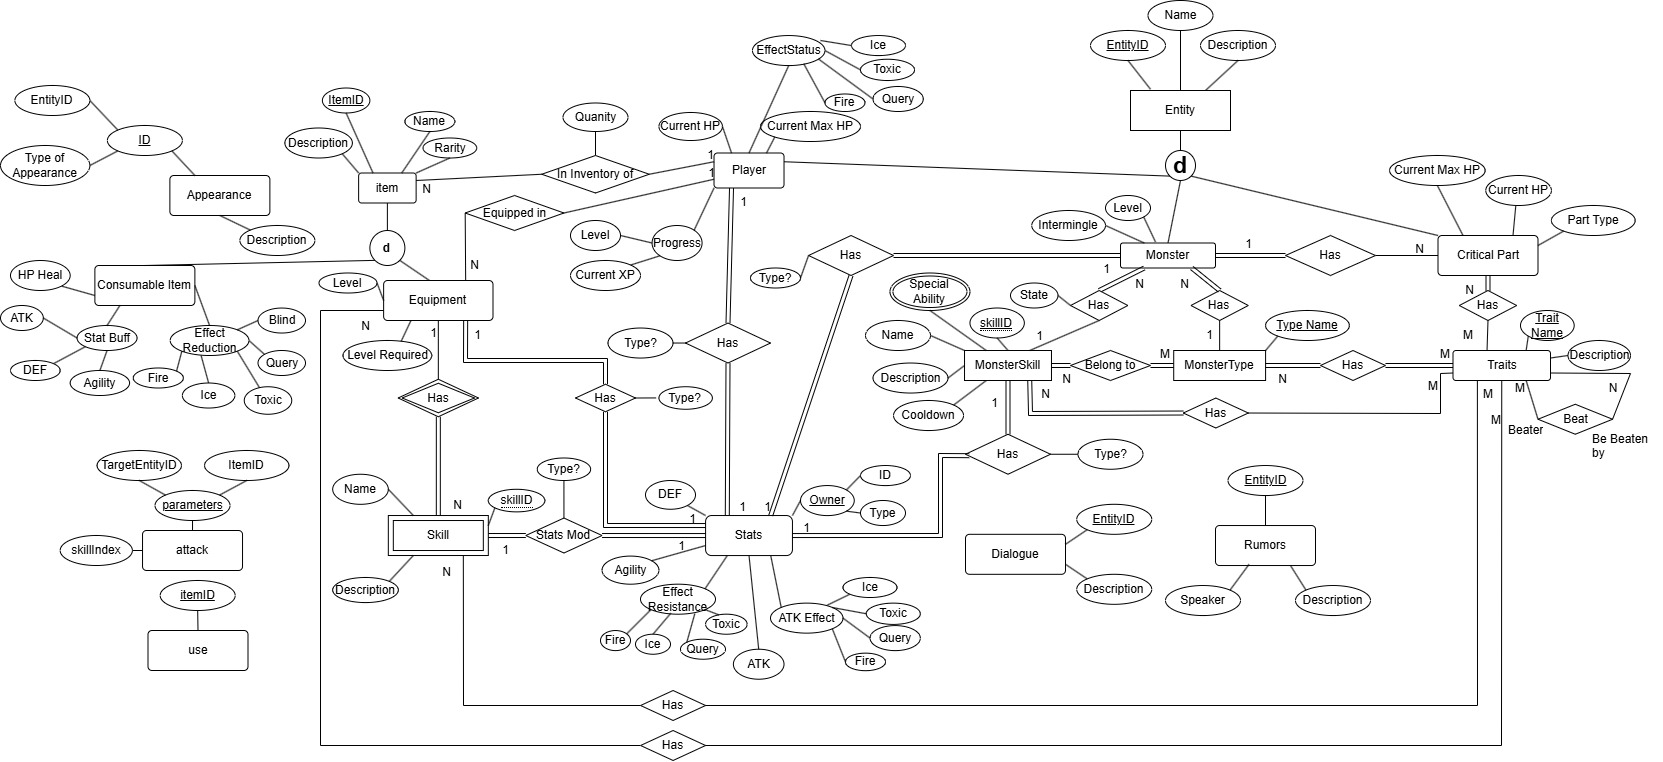 Name
EntityID
Description
Entity
d
EffectStatus
Ice
Toxic
Query
Fire
Current HP
Current Max HP
Player
1
1
1
Quanity
In Inventory of
N
ItemID
Name
Description
Rarity
item
d
EntityID
ID
Type of
Appearance
Appearance
Description
Equipped in
N
Level
Progress
Current XP
HP Heal
Consumable Item
ATK
Stat Buff
DEF
Agility
Effect
Reduction
Blind
Query
Fire
Ice
Toxic
Level
Equipment
N
1
1
Level Required
Has
Has
Type?
Type?
Has
Type?
Has
Intermingle
Level
Monster
1
Has
N
Current Max HP
Current HP
Part Type
Critical Part
1
N
N
Has
Has
State
1
1
N
Has
M
Special
Ability
skillID
Name
Description
Cooldown
MonsterSkill
N
Belong to
M
MonsterType
Type Name
N
Has
M
Traits
Trait
Name
Description
1
N
Has
M
M
M
M
N
Beater
Beat
Be Beaten
by
Has
Type?
TargetEntityID
ItemID
parameters
skillIndex
attack
itemID
use
Name
N
skillID
Skill
1
Description
N
Type?
Stats Mod
DEF
1
1
1
1
1
Stats
Owner
ID
Type
Agility
Effect
Resistance
Fire
Ice
Query
Toxic
ATK
ATK Effect
Ice
Toxic
Query
Fire
Dialogue
EntityID
Description
EntityID
Rumors
Speaker
Description
Has
Has